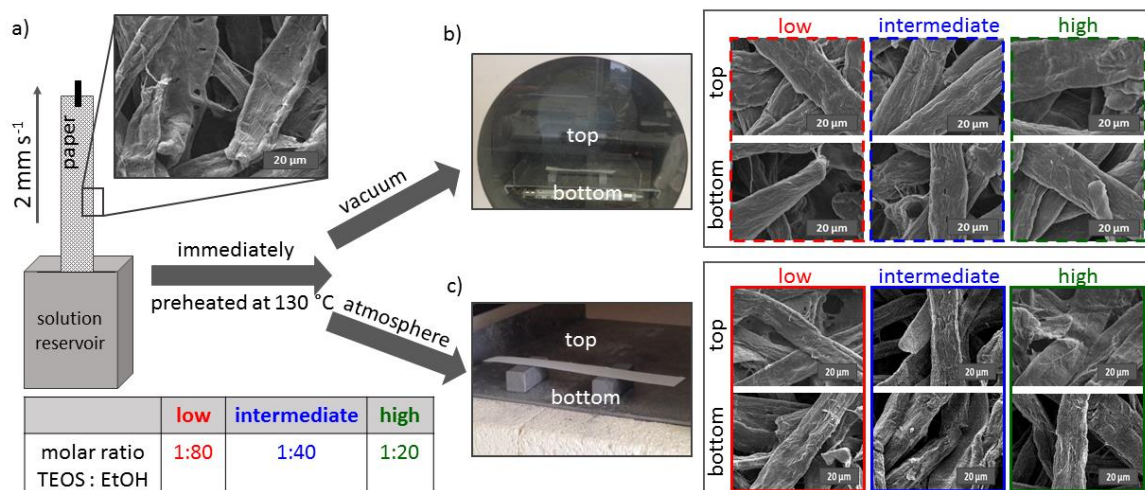 a)
2 mm s⁻¹
paper
20 µm
solution
reservoir
immediately
preheated at 130 °C
vacuum
atmosphere
low intermediate high
molar ratio
TEOS : EtOH
1:80 1:40 1:20
b)
top
bottom
low intermediate high
top
20 µm 20 µm 20 µm
bottom
20 µm 20 µm 20 µm
c)
top
bottom
low intermediate high
top
20 µm 20 µm 20 µm
bottom
20 µm 20 µm 20 µm